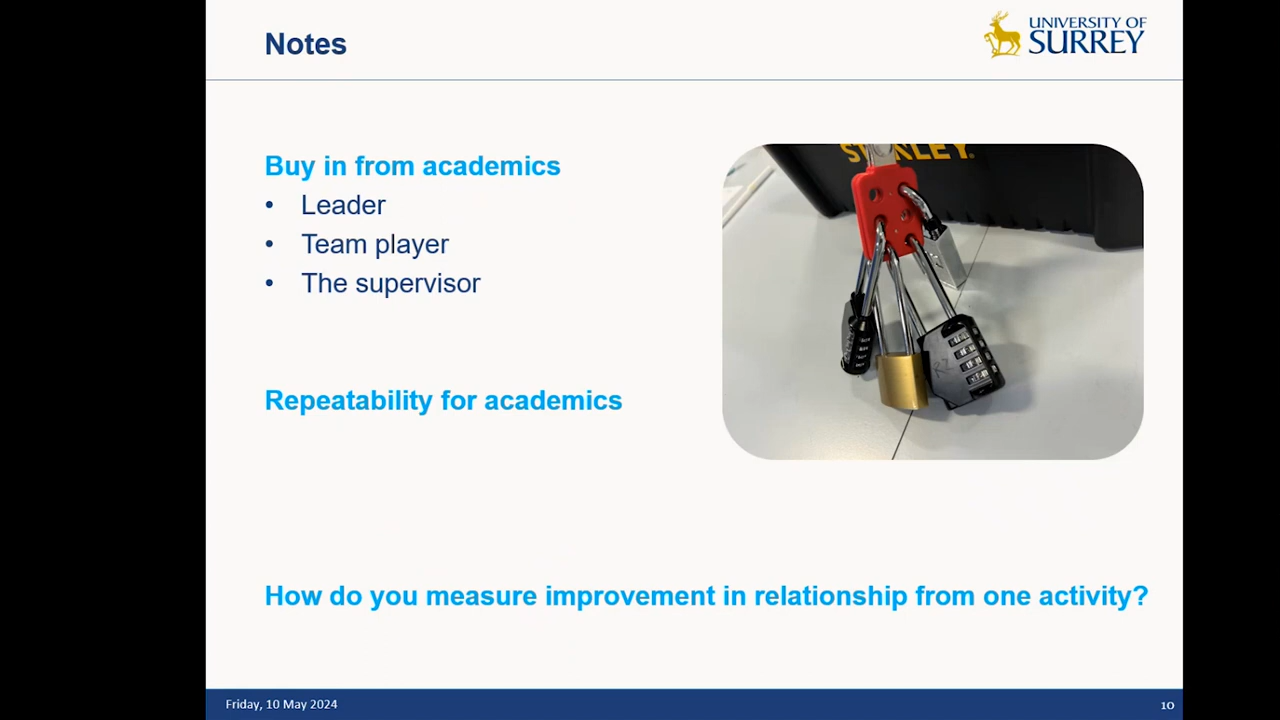 Notes
UNIVERSITY OF
SURREY
Buy in from academics
• Leader
• Team player
• The supervisor
Repeatability for academics
How do you measure improvement in relationship from one activity?
Friday, 10 May 2024
10